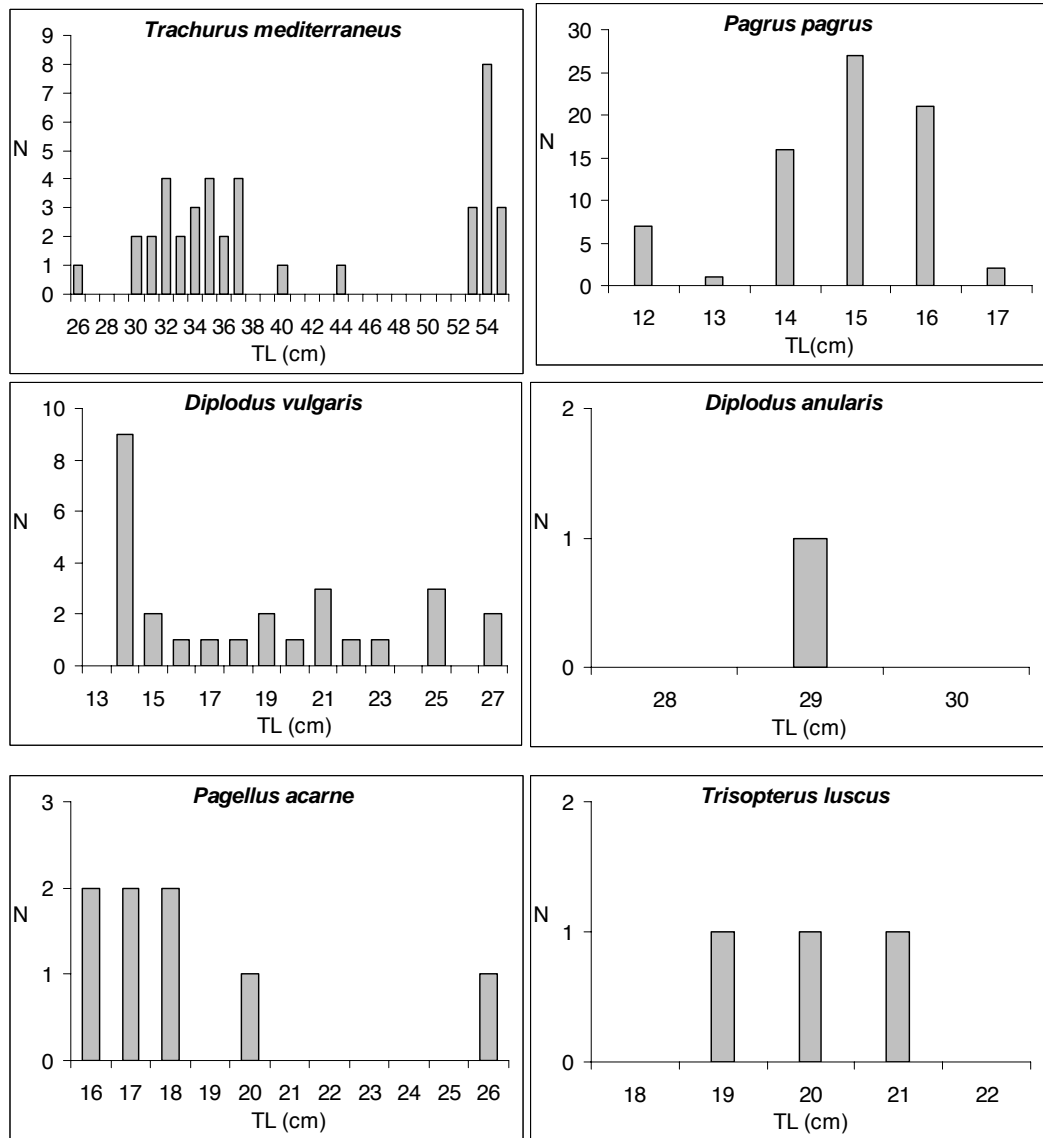 Trachurus mediterraneus
9
8
7
6
5
4
3
2
1
0
N
26 28 30 32 34 36 38 40 42 44 46 48 50 52 54
TL (cm)
Pagrus pagrus
30
25
20
15
10
5
0
N
12 13 14 15 16 17
TL(cm)
Diplodus vulgaris
10
8
6
4
2
0
N
13 15 17 19 21 23 25 27
TL (cm)
Diplodus anularis
2
1
0
N
28 29 30
TL (cm)
Pagellus acarne
3
2
1
0
N
16 17 18 19 20 21 22 23 24 25 26
TL (cm)
Trisopterus luscus
2
1
0
N
18 19 20 21 22
TL (cm)